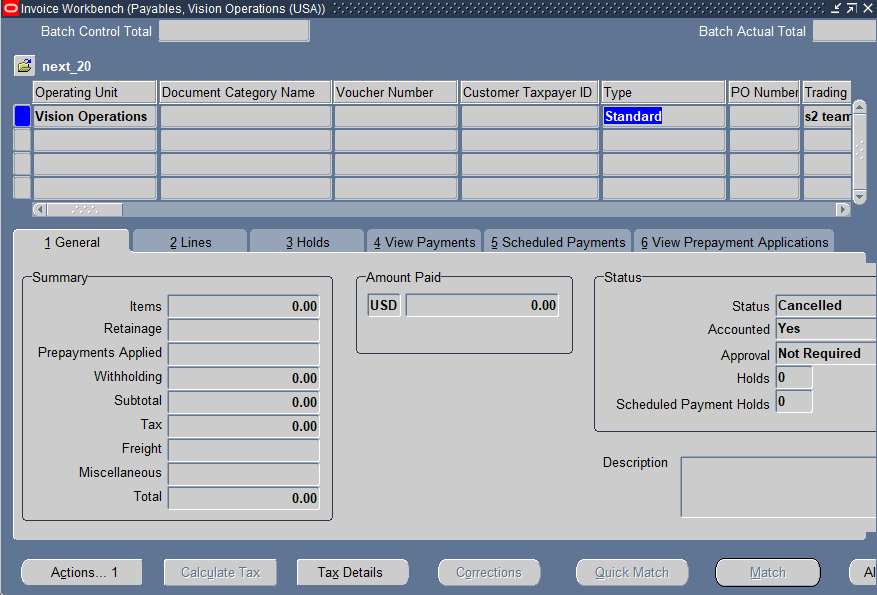 Invoice Workbench (Payables, Vision Operations (USA))
Batch Control Total
Batch Actual Total
next_20
Operating Unit Document Category Name Voucher Number Customer Taxpayer ID Type PO Number Trading
Vision Operations Standard s2 team
1 General 2 Lines 3 Holds 4 View Payments 5 Scheduled Payments 6 View Prepayment Applications
Summary
Items 0.00
Retainage
Prepayments Applied
Withholding 0.00
Subtotal 0.00
Tax 0.00
Freight
Miscellaneous
Total 0.00
Amount Paid
USD 0.00
Status
Status Cancelled
Accounted Yes
Approval Not Required
Holds 0
Scheduled Payment Holds 0
Description
Actions... 1 Calculate Tax Tax Details Corrections Quick Match Match Al